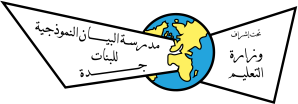 تحت إشراف
وزارة
التعليم
مدرسة البيان النموذجية
للبنات
جدة